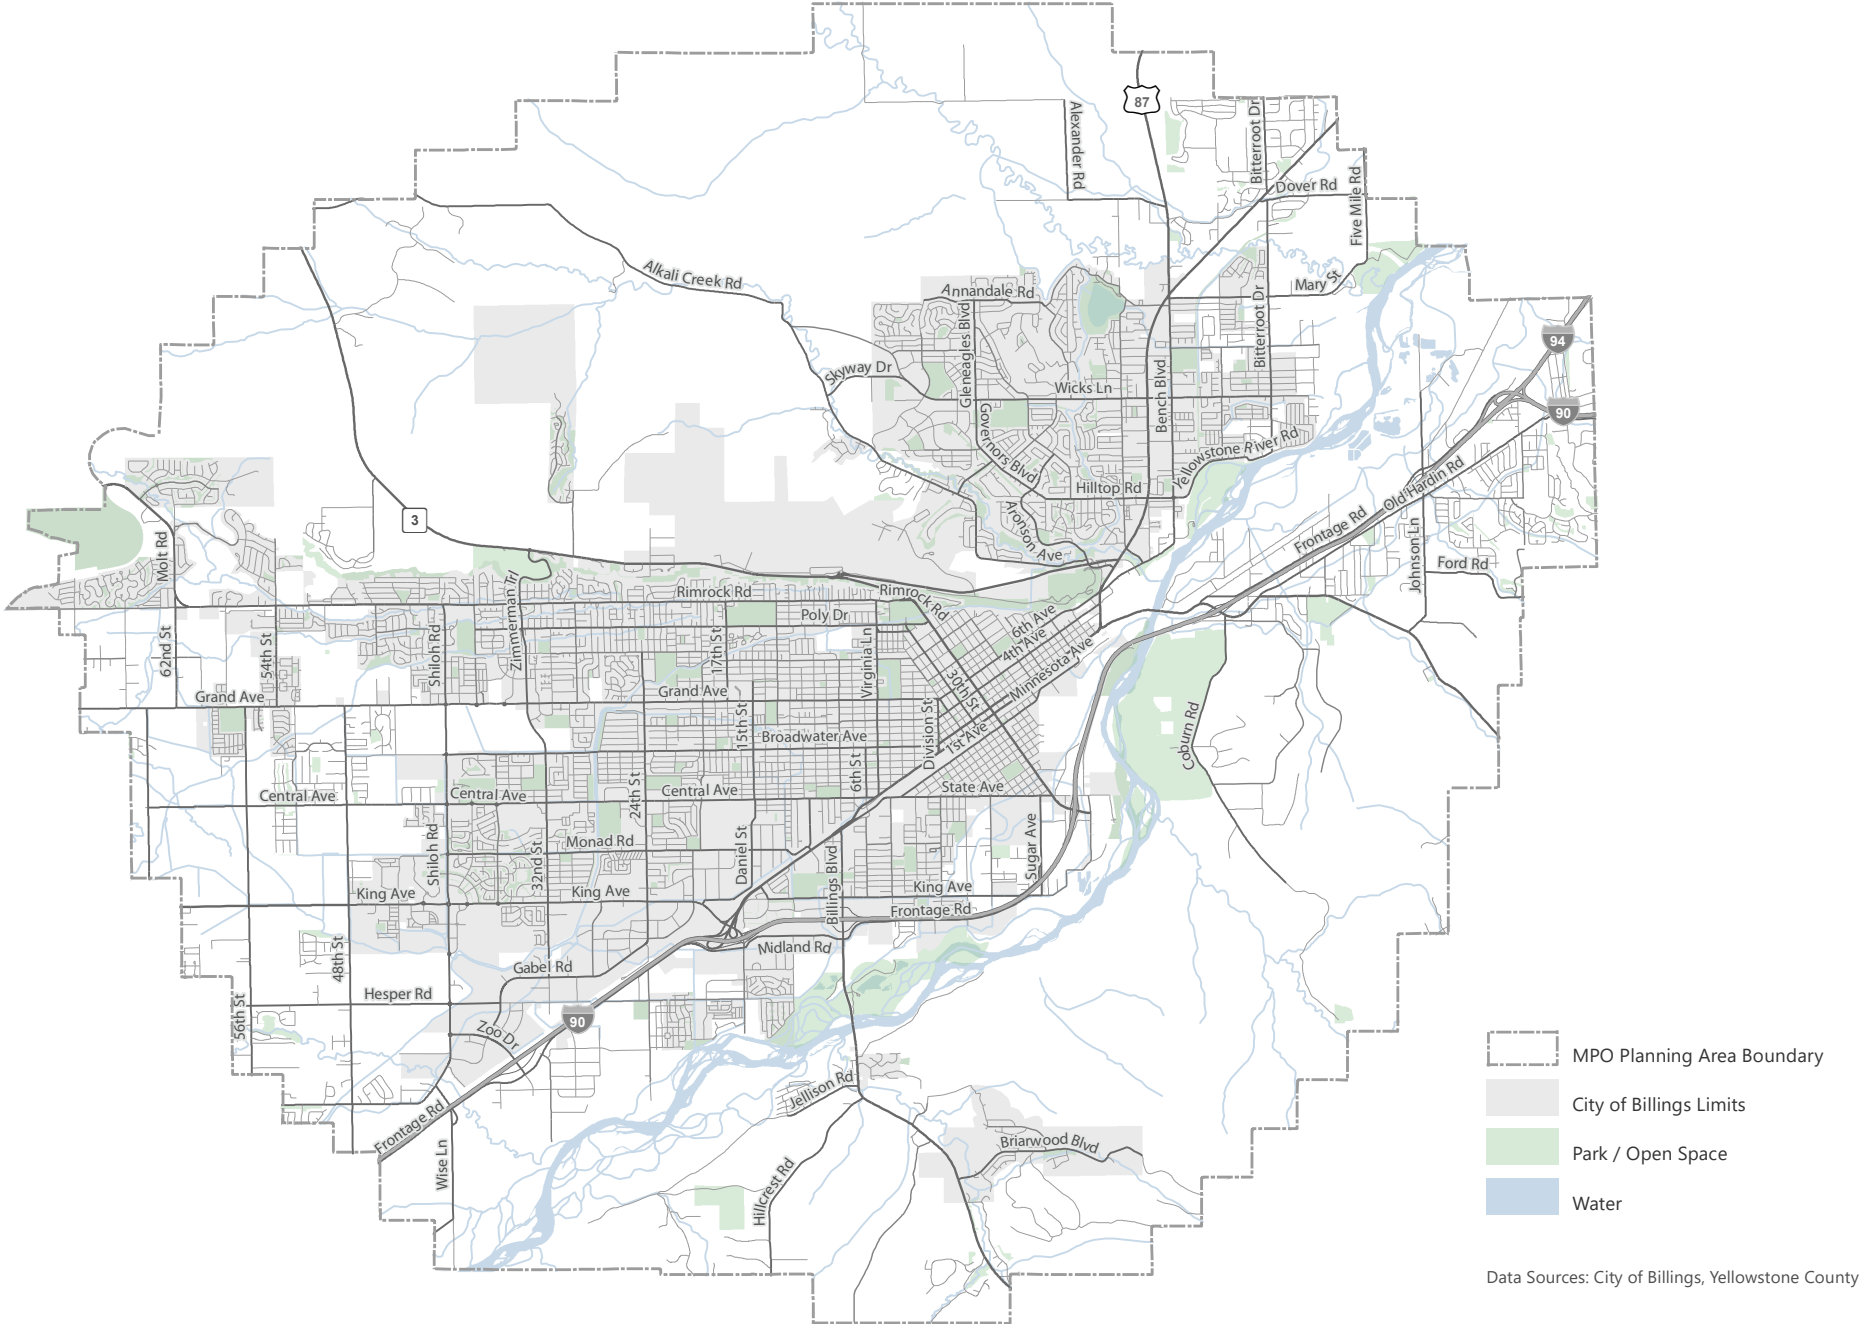 87
Alexander Rd
Bitterroot Dr
Dover Rd
Five Mile Rd
Alkali Creek Rd
Annandale Rd
Mary St
Bitterroot Dr
Gleneagles Blvd
94
Skyway Dr
Wicks Ln
Bench Blvd
90
Governors Blvd
Yellowstone River Rd
Hilltop Rd
Old Hardin Rd
3
Aronson Ave
Frontage Rd
Molt Rd
Johnson Ln
Ford Rd
Zimmerman Trl
Rimrock Rd
Rimrock Rd
Poly Dr
6th Ave
4th Ave
Minnesota Ave
62nd St
54th St
Shiloh Rd
17th St
Virginia Ln
30th St
Grand Ave
Grand Ave
15th St
Broadwater Ave
Division St
1st Ave
Coburn Rd
6th St
Central Ave
Central Ave
24th St
Central Ave
State Ave
Shiloh Rd
Monad Rd
32nd St
Daniel St
Billings Blvd
Sugar Ave
King Ave
King Ave
King Ave
Frontage Rd
Midland Rd
48th St
Gabel Rd
Hesper Rd
56th St
Zoo Dr
90
Jellison Rd
Frontage Rd
Wise Ln
Hillcrest Rd
Briarwood Blvd
MPO Planning Area Boundary
City of Billings Limits
Park / Open Space
Water
Data Sources: City of Billings, Yellowstone County